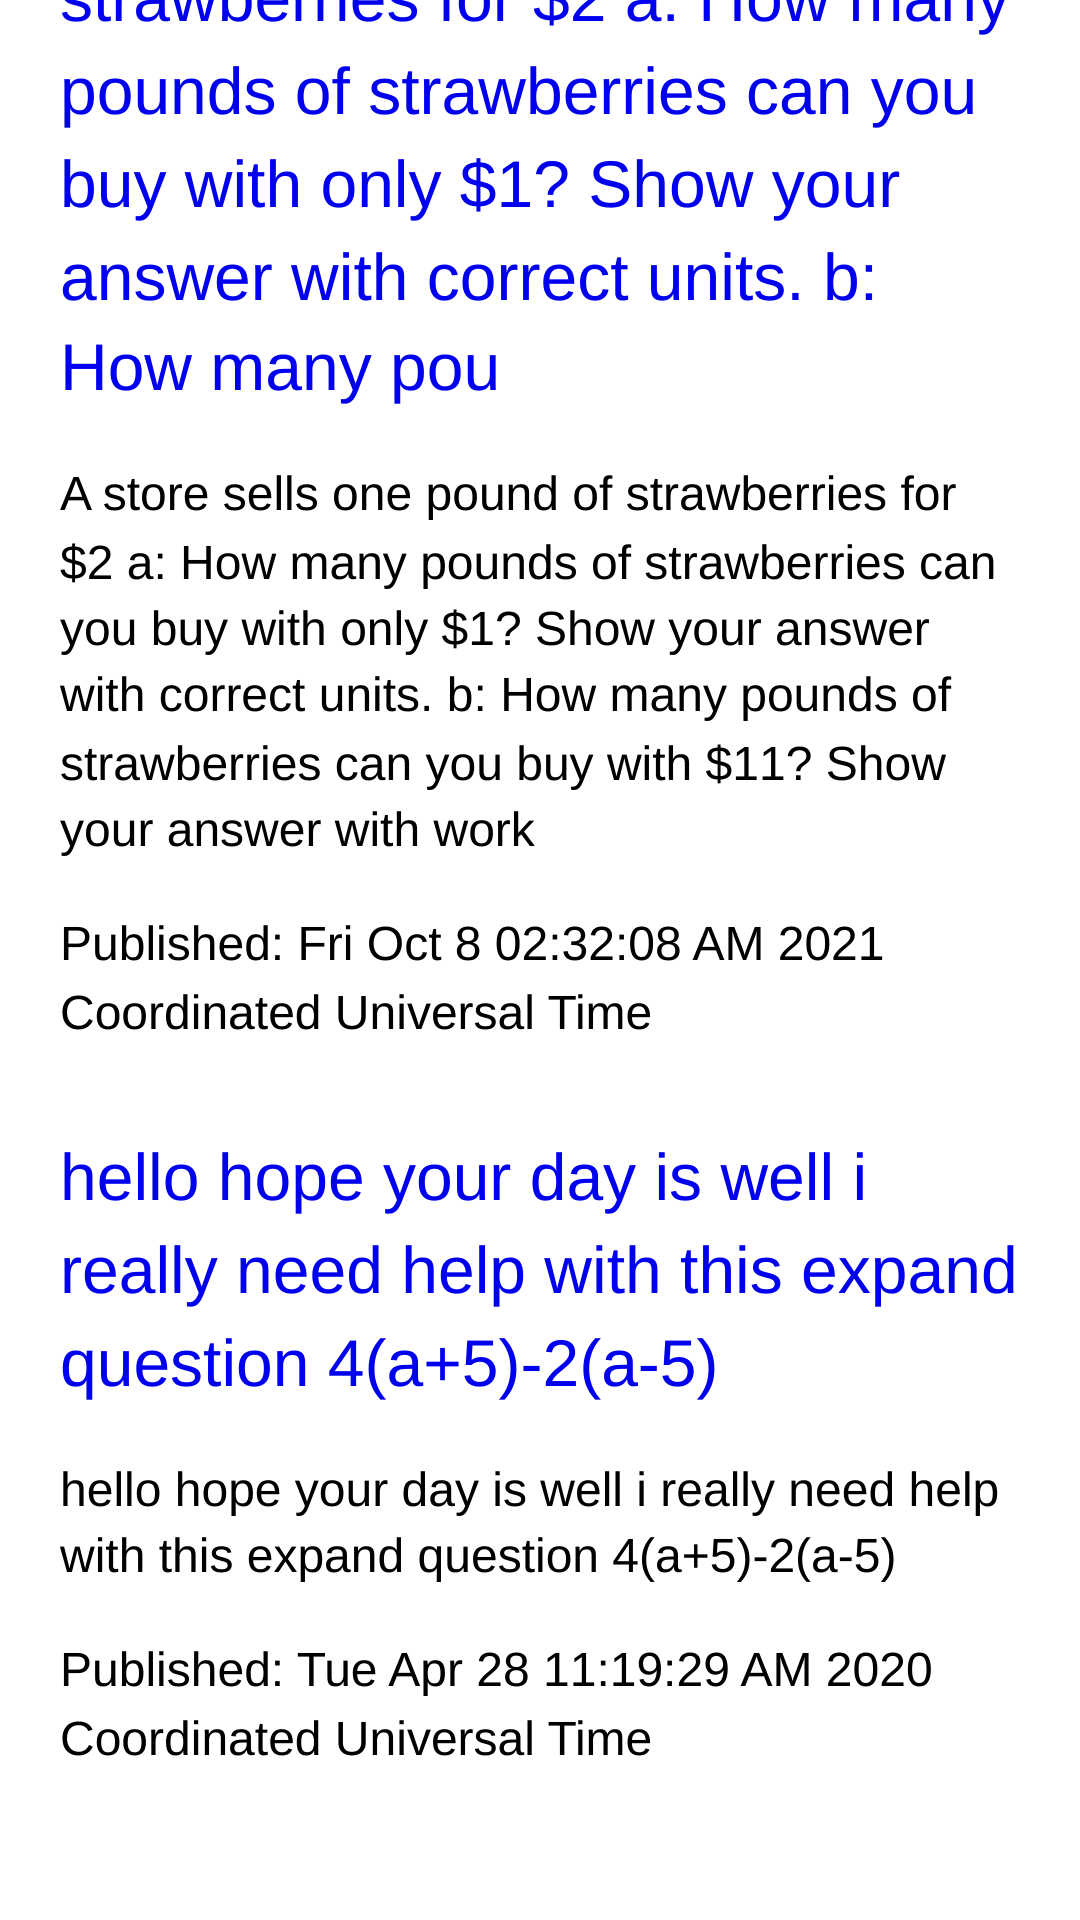 strawberries for $2 a: How many
pounds of strawberries can you
buy with only $1? Show your
answer with correct units. b:
How many pou
A store sells one pound of strawberries for
$2 a: How many pounds of strawberries can
you buy with only $1? Show your answer
with correct units. b: How many pounds of
strawberries can you buy with $11? Show
your answer with work
Published: Fri Oct 8 02:32:08 AM 2021
Coordinated Universal Time
hello hope your day is well i
really need help with this expand
question 4(a+5)-2(a-5)
hello hope your day is well i really need help
with this expand question 4(a+5)-2(a-5)
Published: Tue Apr 28 11:19:29 AM 2020
Coordinated Universal Time